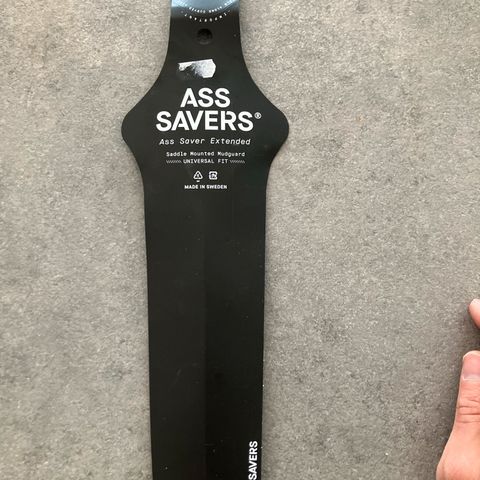 ASS
SAVERS®
Ass Saver Extended
Saddle Mounted Mudguard
UNIVERSAL FIT
MADE IN SWEDEN
SAVERS